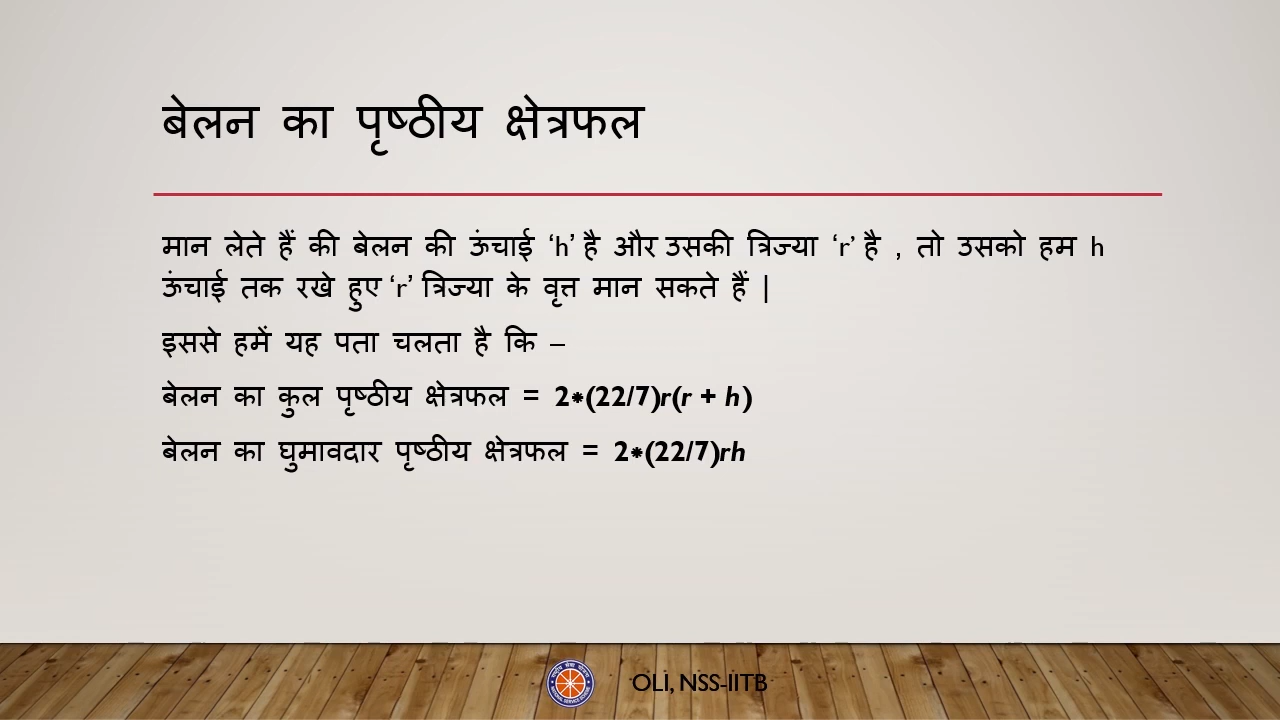 बेलन का पृष्ठीय क्षेत्रफल
मान लेते हैं की बेलन की ऊंचाई ‘h’ है और उसकी त्रिज्या ‘r’ है , तो उसको हम h
ऊंचाई तक रखे हुए ‘r’ त्रिज्या के वृत्त मान सकते हैं |
इससे हमें यह पता चलता है कि –
बेलन का कुल पृष्ठीय क्षेत्रफल = 2*(22/7)r(r + h)
बेलन का घुमावदार पृष्ठीय क्षेत्रफल = 2*(22/7)rh
OLI, NSS-IITB